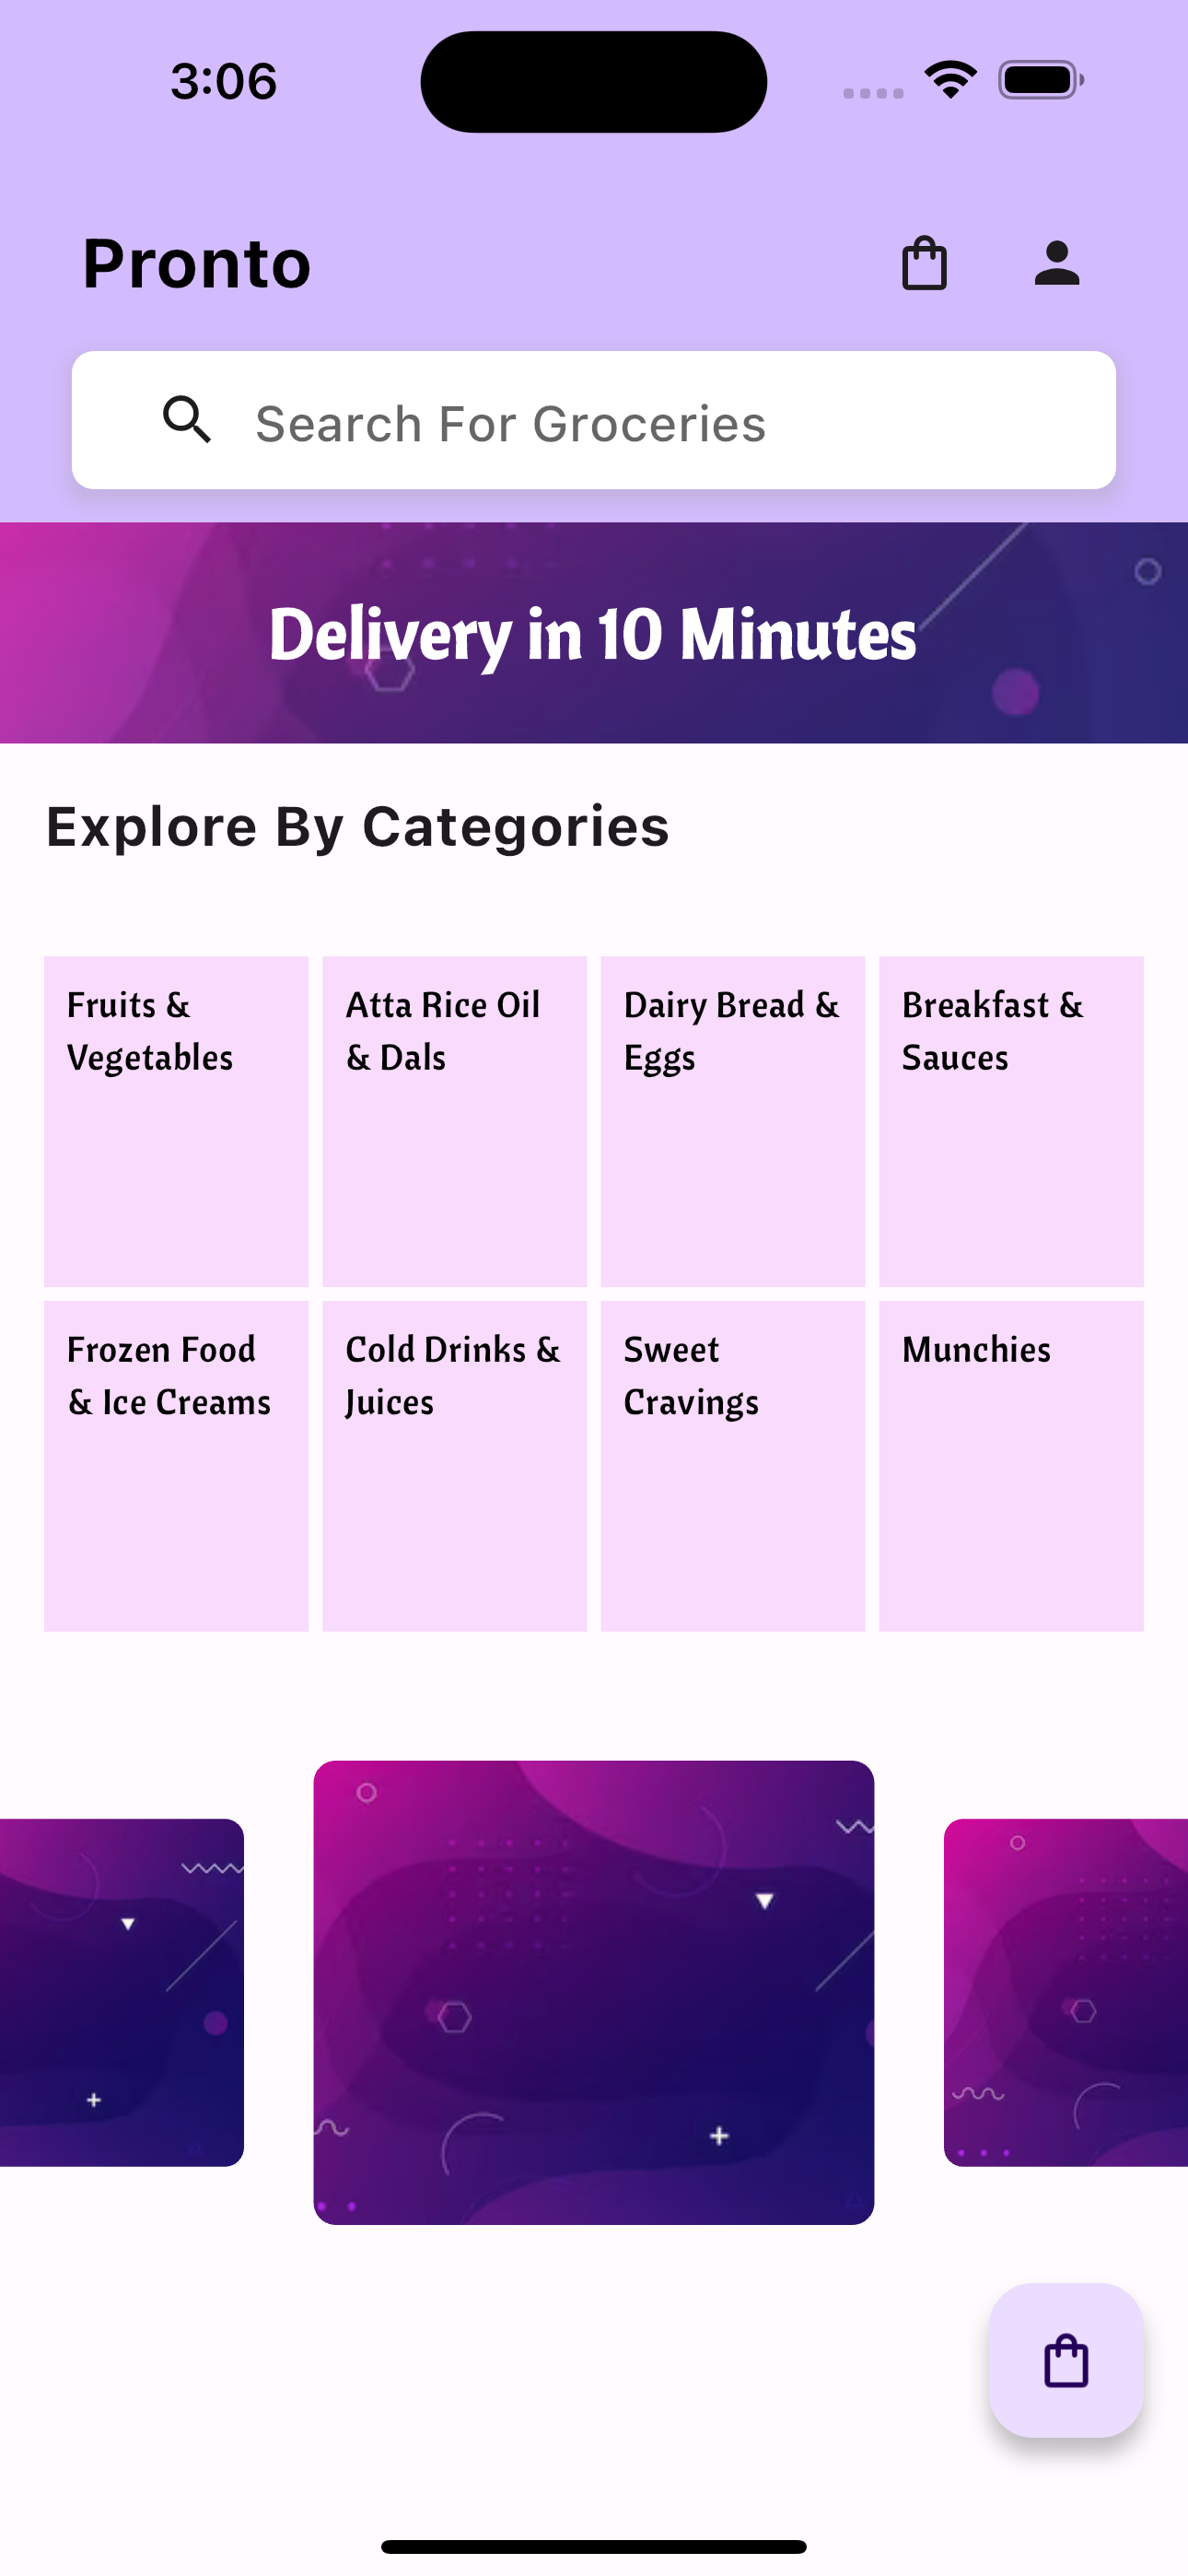 3:06
Pronto
Search For Groceries
Delivery in 10 Minutes
Explore By Categories
Fruits &
Vegetables
Atta Rice Oil
& Dals
Dairy Bread &
Eggs
Breakfast &
Sauces
Frozen Food
& Ice Creams
Cold Drinks &
Juices
Sweet
Cravings
Munchies